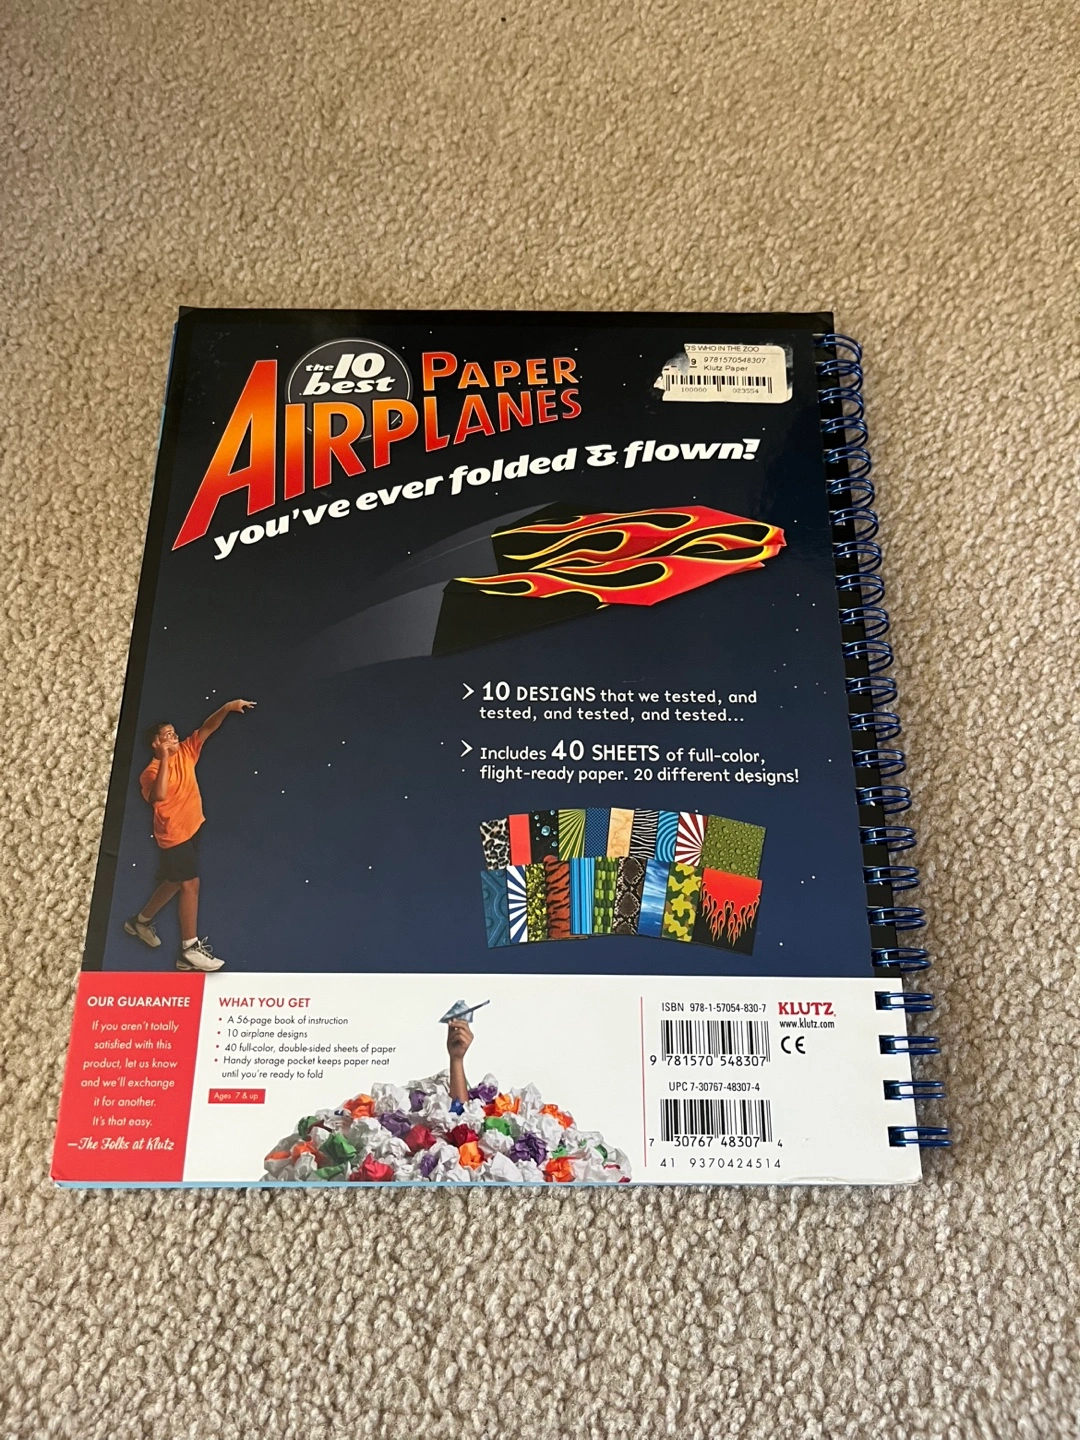 the 10 best
PAPER
AIRPLANES
you've ever folded & flown!
O'S WHO IN THE ZOO
9 9781570548307
Klutz Paper
100000 023554
> 10 DESIGNS that we tested, and
tested, and tested, and tested...
> Includes 40 SHEETS of full-color,
flight-ready paper. 20 different designs!
OUR GUARANTEE
If you aren't totally
satisfied with this
product, let us know
and we'll exchange
it for another.
It's that easy.
—The Folks at Klutz
WHAT YOU GET
• A 56-page book of instruction
• 10 airplane designs
• 40 full-color, double-sided sheets of paper
• Handy storage pocket keeps paper neat
until you're ready to fold
Ages 7 & up
ISBN 978-1-57054-830-7
9 781570 548307
UPC 7-30767-48307-4
7 30767 48307 4
41 9370424514
KLUTZ
www.klutz.com
CE